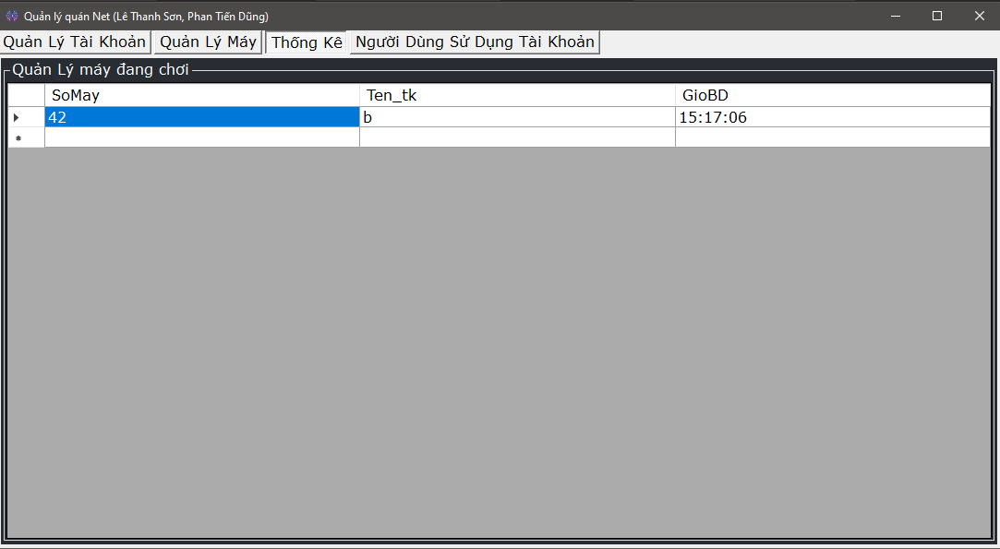 Quản lý quán Net (Lê Thanh Sơn, Phan Tiến Dũng)
Quản Lý Tài Khoản Quản Lý Máy Thống Kê Người Dùng Sử Dụng Tài Khoản
Quản Lý máy đang chơi
SoMay Ten_tk GioBD
42 b 15:17:06